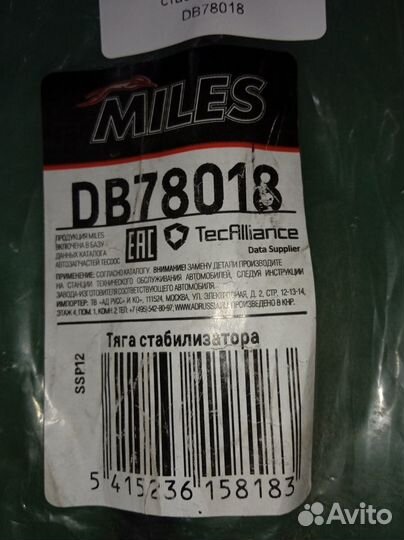 DB78018
MILES
DB78018
ПРОДУКЦИЯ MILES
ВКЛЮЧЕНА В БАЗУ
ДАННЫХ КАТАЛОГА
АВТОЗАПЧАСТЕЙ TECDOC
EAC
TecAlliance
Data Supplier
ПРИМЕНЕНИЕ: СОГЛАСНО КАТАЛОГУ. ВНИМАНИЕ! ЗАМЕНУ ДЕТАЛИ ПРОИЗВОДИТЕ
НА СТАНЦИИ ТЕХНИЧЕСКОГО ОБСЛУЖИВАНИЯ АВТОМОБИЛЕЙ, СЛЕДУЯ ИНСТРУКЦИИ
ЗАВОДА-ИЗГОТОВИТЕЛЯ СООТВЕТСТВУЮЩЕГО АВТОМОБИЛЯ.
ИМПОРТЕР: ТВ «АД РУСС» И КО», 111524, МОСКВА, УЛ. ЭЛЕКТРОДНАЯ, Д. 2, СТР. 12-13-14,
ЭТАЖ 4, ПОМ. 1, КОМН. 2 ТЕЛ. +7 (495) 542-80-97, WWW.ADRUSSIA.RU ПРОИЗВЕДЕНО В КНР.
Тяга стабилизатора
SSP12
5 415236 158183
Avito